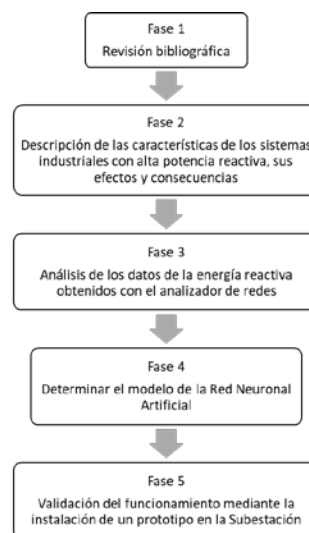 Fase 1
Revisión bibliográfica
Fase 2
Descripción de las características de los sistemas
industriales con alta potencia reactiva, sus
efectos y consecuencias
Fase 3
Análisis de los datos de la energía reactiva
obtenidos con el analizador de redes
Fase 4
Determinar el modelo de la Red Neuronal
Artificial
Fase 5
Validación del funcionamiento mediante la
instalación de un prototipo en la Subestación